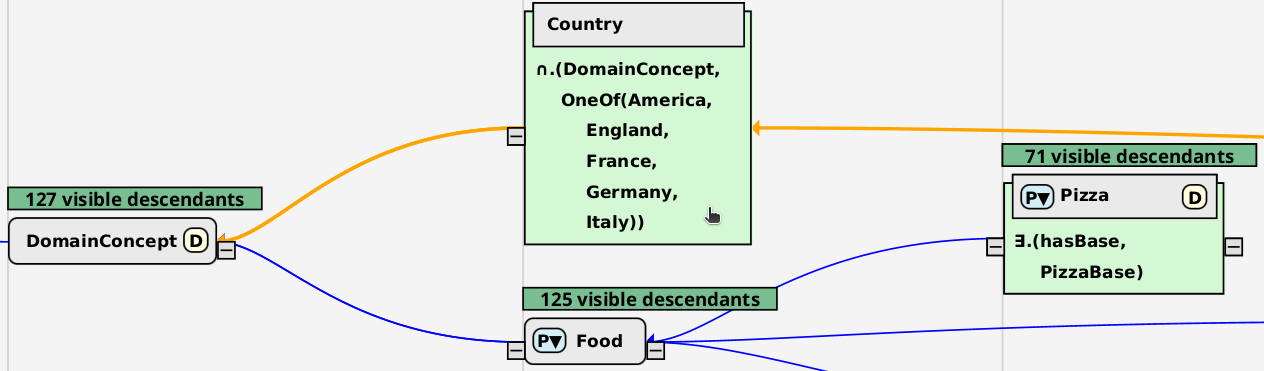 Country
∩.(DomainConcept,
OneOf(America,
England,
France,
Germany,
Italy))
71 visible descendants
P▼ Pizza D
∃.(hasBase,
PizzaBase)
127 visible descendants
DomainConcept D
125 visible descendants
P▼ Food